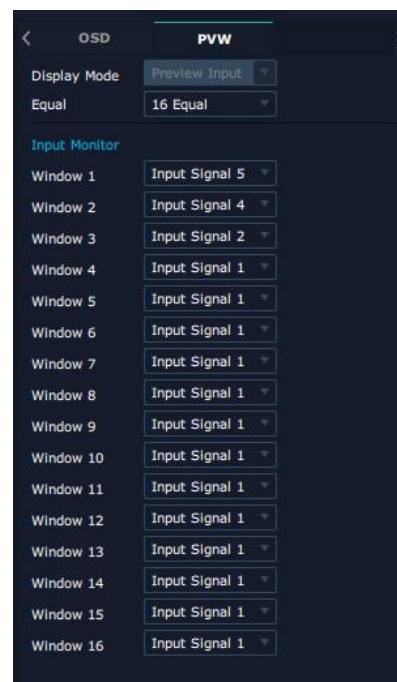 OSD PVW
Display Mode Preview Input
Equal 16 Equal
Input Monitor
Window 1 Input Signal 5
Window 2 Input Signal 4
Window 3 Input Signal 2
Window 4 Input Signal 1
Window 5 Input Signal 1
Window 6 Input Signal 1
Window 7 Input Signal 1
Window 8 Input Signal 1
Window 9 Input Signal 1
Window 10 Input Signal 1
Window 11 Input Signal 1
Window 12 Input Signal 1
Window 13 Input Signal 1
Window 14 Input Signal 1
Window 15 Input Signal 1
Window 16 Input Signal 1